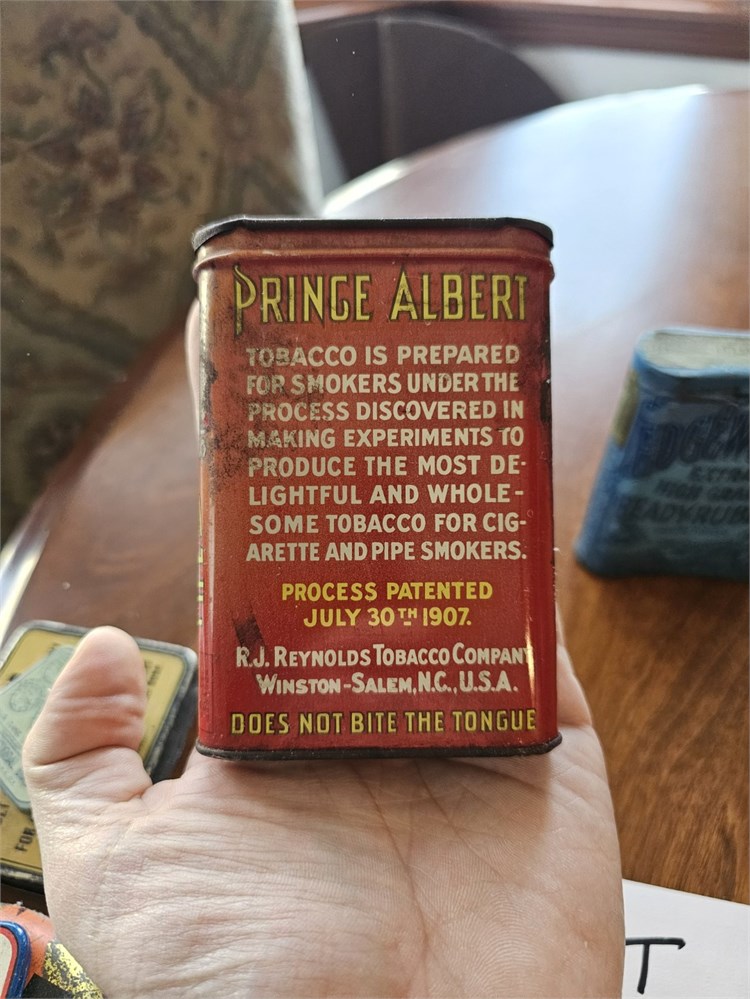 PRINCE ALBERT
TOBACCO IS PREPARED
FOR SMOKERS UNDER THE
PROCESS DISCOVERED IN
MAKING EXPERIMENTS TO
PRODUCE THE MOST DE-
LIGHTFUL AND WHOLE-
SOME TOBACCO FOR CIG-
ARETTE AND PIPE SMOKERS.
PROCESS PATENTED
JULY 30TH 1907.
R.J. REYNOLDS TOBACCO COMPANY
WINSTON-SALEM, N.C., U.S.A.
DOES NOT BITE THE TONGUE
FOR
T